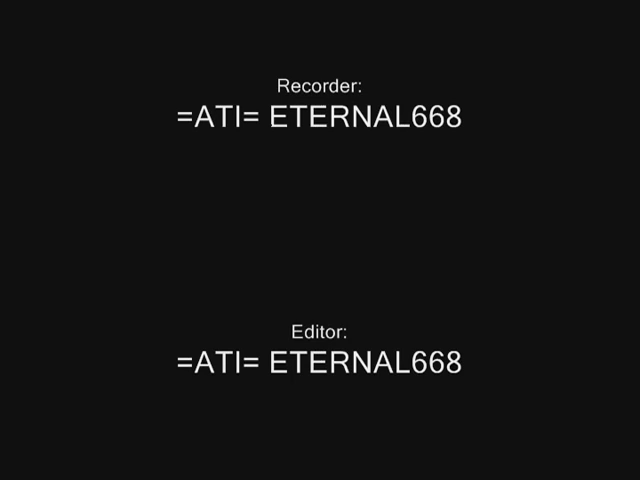 Recorder:
=ATI= ETERNAL668
Editor:
=ATI= ETERNAL668